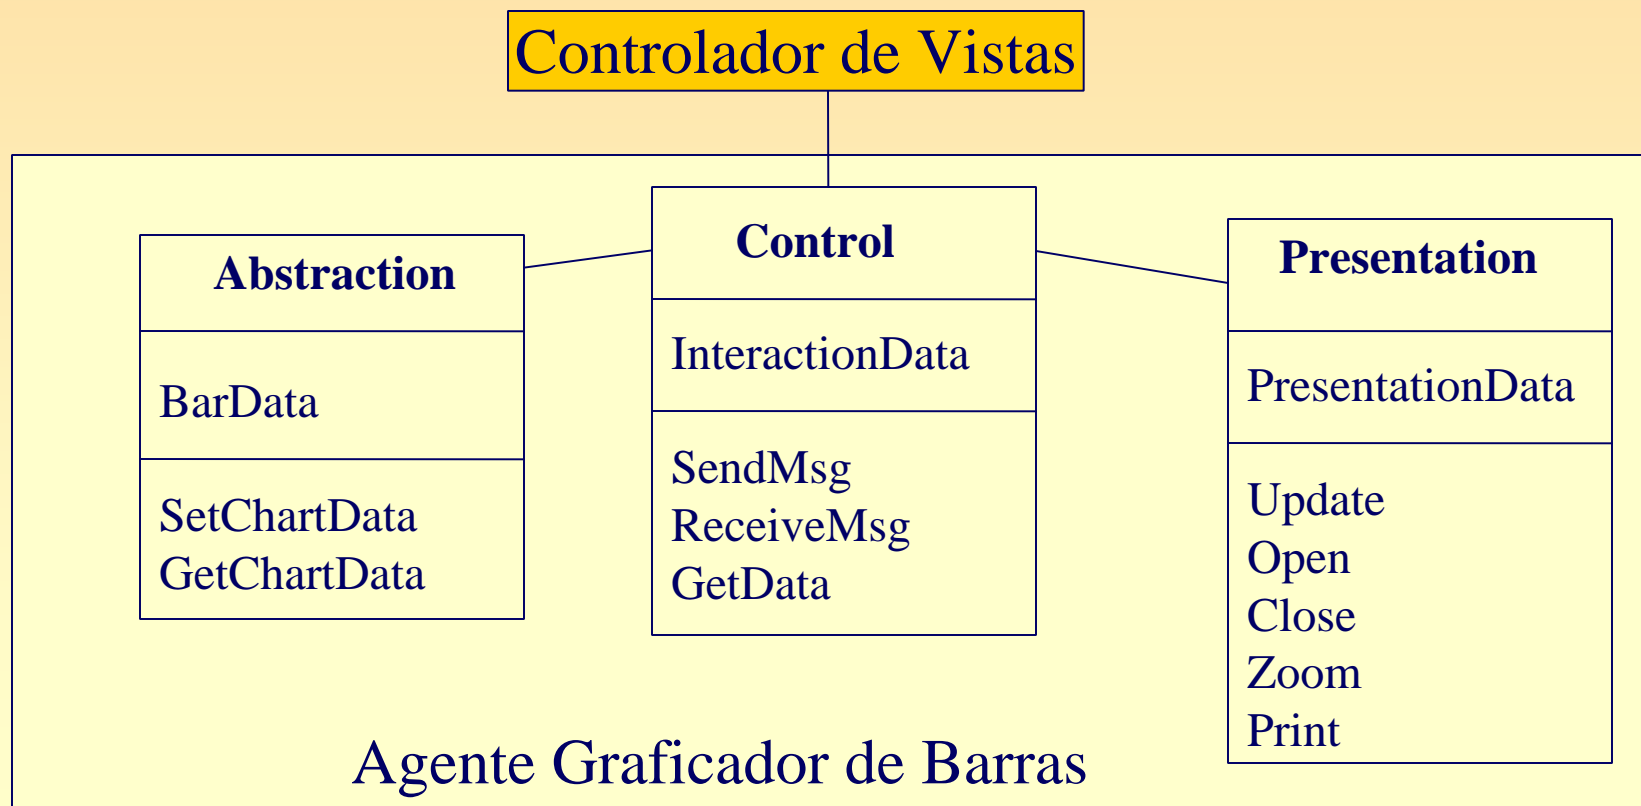 Controlador de Vistas
Abstraction
BarData
SetChartData
GetChartData
Control
InteractionData
SendMsg
ReceiveMsg
GetData
Presentation
PresentationData
Update
Open
Close
Zoom
Print
Agente Graficador de Barras